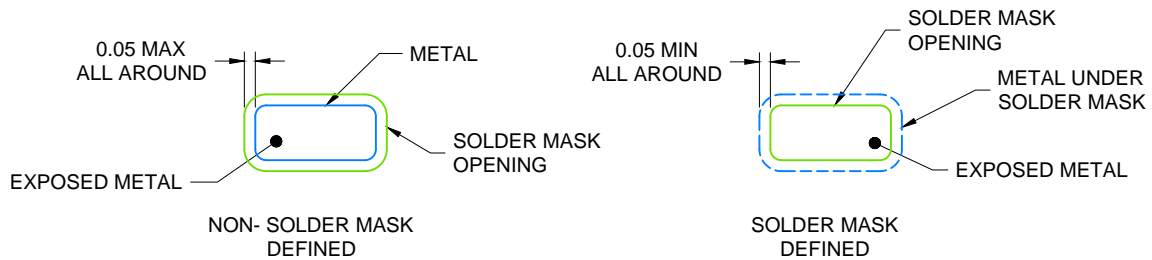 0.05 MAX
ALL AROUND
METAL
SOLDER MASK
OPENING
EXPOSED METAL
NON- SOLDER MASK
DEFINED
0.05 MIN
ALL AROUND
SOLDER MASK
OPENING
METAL UNDER
SOLDER MASK
EXPOSED METAL
SOLDER MASK
DEFINED